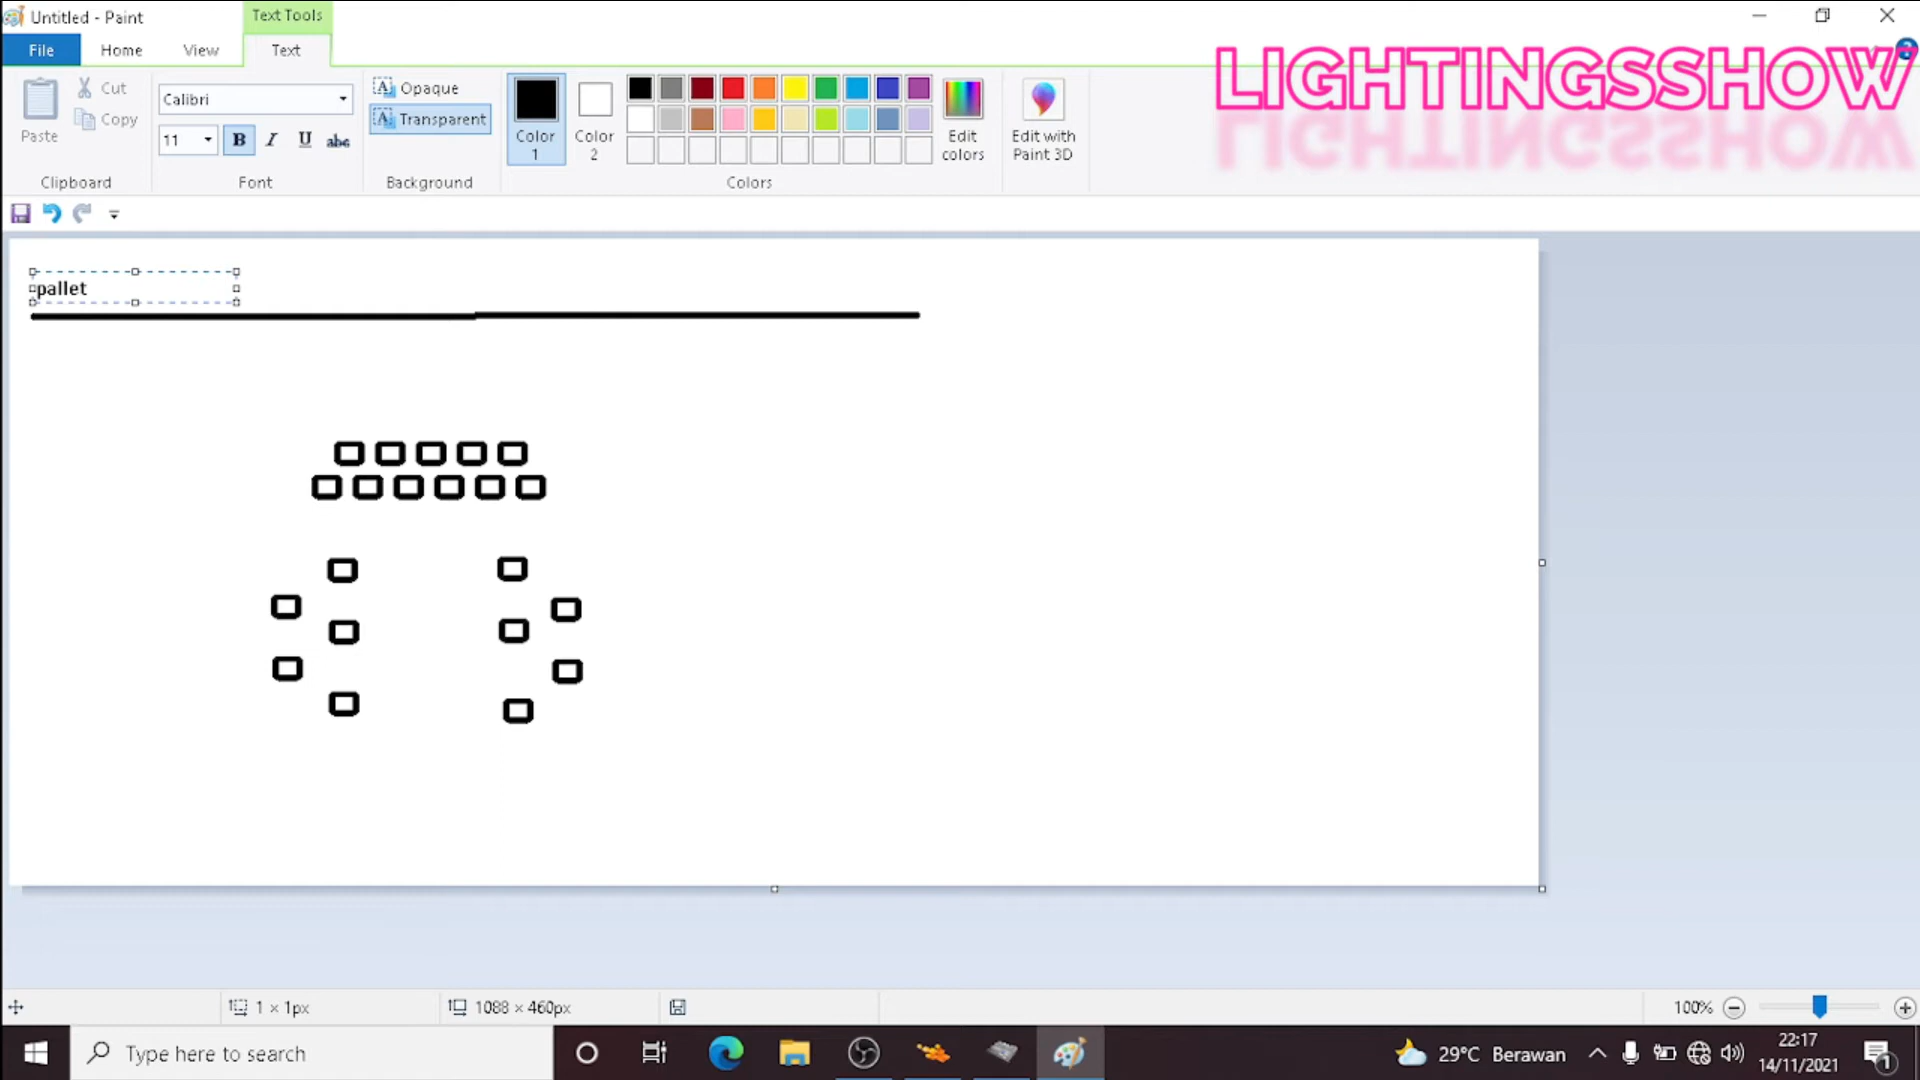 Untitled - Paint
Text Tools
File
Home
View
Text
LIGHTINGSSHOW
Paste
Cut
Copy
Clipboard
Calibri
11
B
I
U
abc
Font
Opaque
Transparent
Background
Color 1
Color 2
Colors
Edit colors
Edit with Paint 3D
pallet
1 × 1px
1088 × 460px
100%
Type here to search
29°C Berawan
22:17
14/11/2021
1